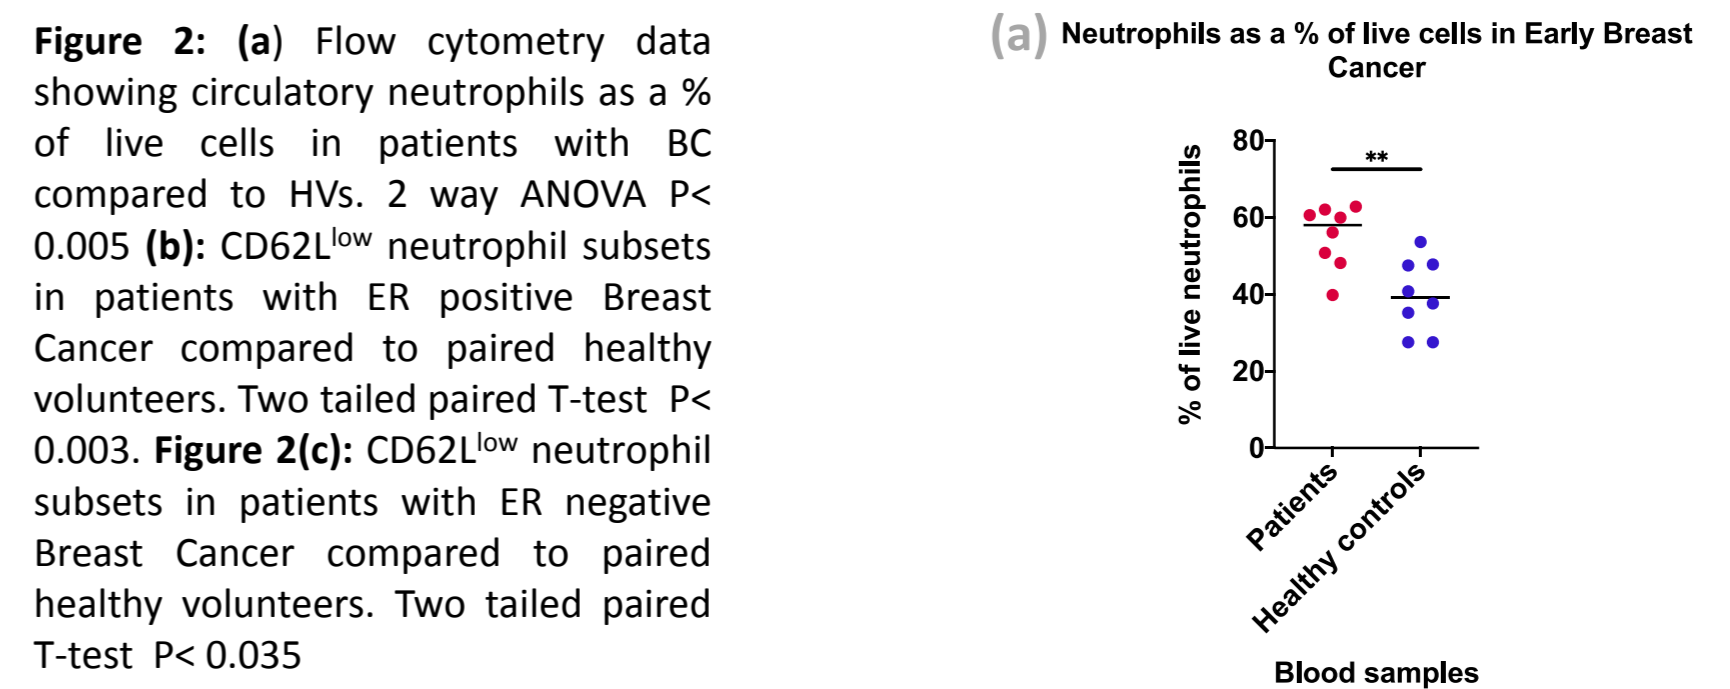 Figure 2: (a) Flow cytometry data
showing circulatory neutrophils as a %
of live cells in patients with BC
compared to HVs. 2 way ANOVA P<
0.005 (b): CD62Llow neutrophil subsets
in patients with ER positive Breast
Cancer compared to paired healthy
volunteers. Two tailed paired T-test P<
0.003. Figure 2(c): CD62Llow neutrophil
subsets in patients with ER negative
Breast Cancer compared to paired
healthy volunteers. Two tailed paired
T-test P< 0.035
(a) Neutrophils as a % of live cells in Early Breast
Cancer
% of live neutrophils
80
60
40
20
0
**
Patients
Healthy controls
Blood samples